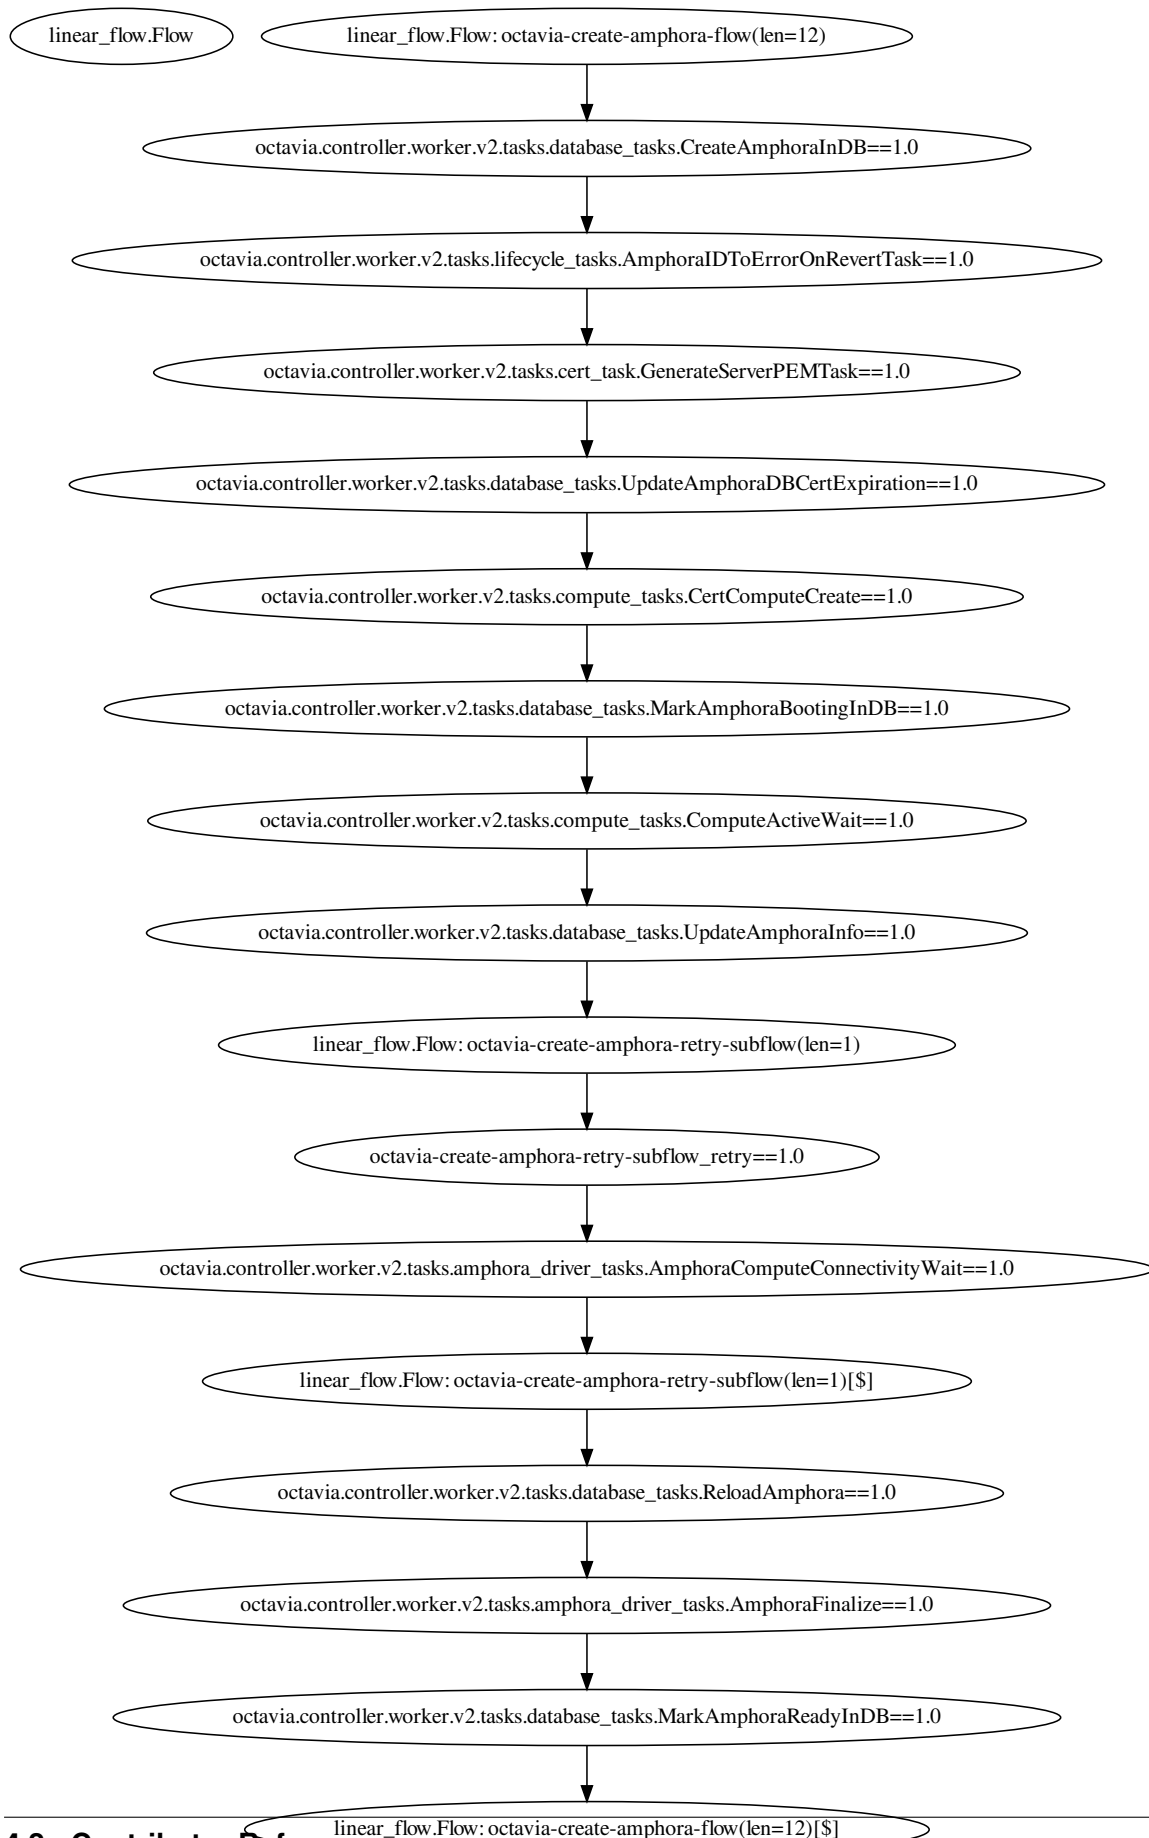 linear_flow.Flow
linear_flow.Flow: octavia-create-amphora-flow(len=12)
octavia.controller.worker.v2.tasks.database_tasks.CreateAmphoraInDB==1.0
octavia.controller.worker.v2.tasks.lifecycle_tasks.AmphoraIDToErrorOnRevertTask==1.0
octavia.controller.worker.v2.tasks.cert_task.GenerateServerPEMTask==1.0
octavia.controller.worker.v2.tasks.database_tasks.UpdateAmphoraDBCertExpiration==1.0
octavia.controller.worker.v2.tasks.compute_tasks.CertComputeCreate==1.0
octavia.controller.worker.v2.tasks.database_tasks.MarkAmphoraBootingInDB==1.0
octavia.controller.worker.v2.tasks.compute_tasks.ComputeActiveWait==1.0
octavia.controller.worker.v2.tasks.database_tasks.UpdateAmphoraInfo==1.0
linear_flow.Flow: octavia-create-amphora-retry-subflow(len=1)
octavia-create-amphora-retry-subflow_retry==1.0
octavia.controller.worker.v2.tasks.amphora_driver_tasks.AmphoraComputeConnectivityWait==1.0
linear_flow.Flow: octavia-create-amphora-retry-subflow(len=1)[$]
octavia.controller.worker.v2.tasks.database_tasks.ReloadAmphora==1.0
octavia.controller.worker.v2.tasks.amphora_driver_tasks.AmphoraFinalize==1.0
octavia.controller.worker.v2.tasks.database_tasks.MarkAmphoraReadyInDB==1.0
linear_flow.Flow: octavia-create-amphora-flow(len=12)[$]